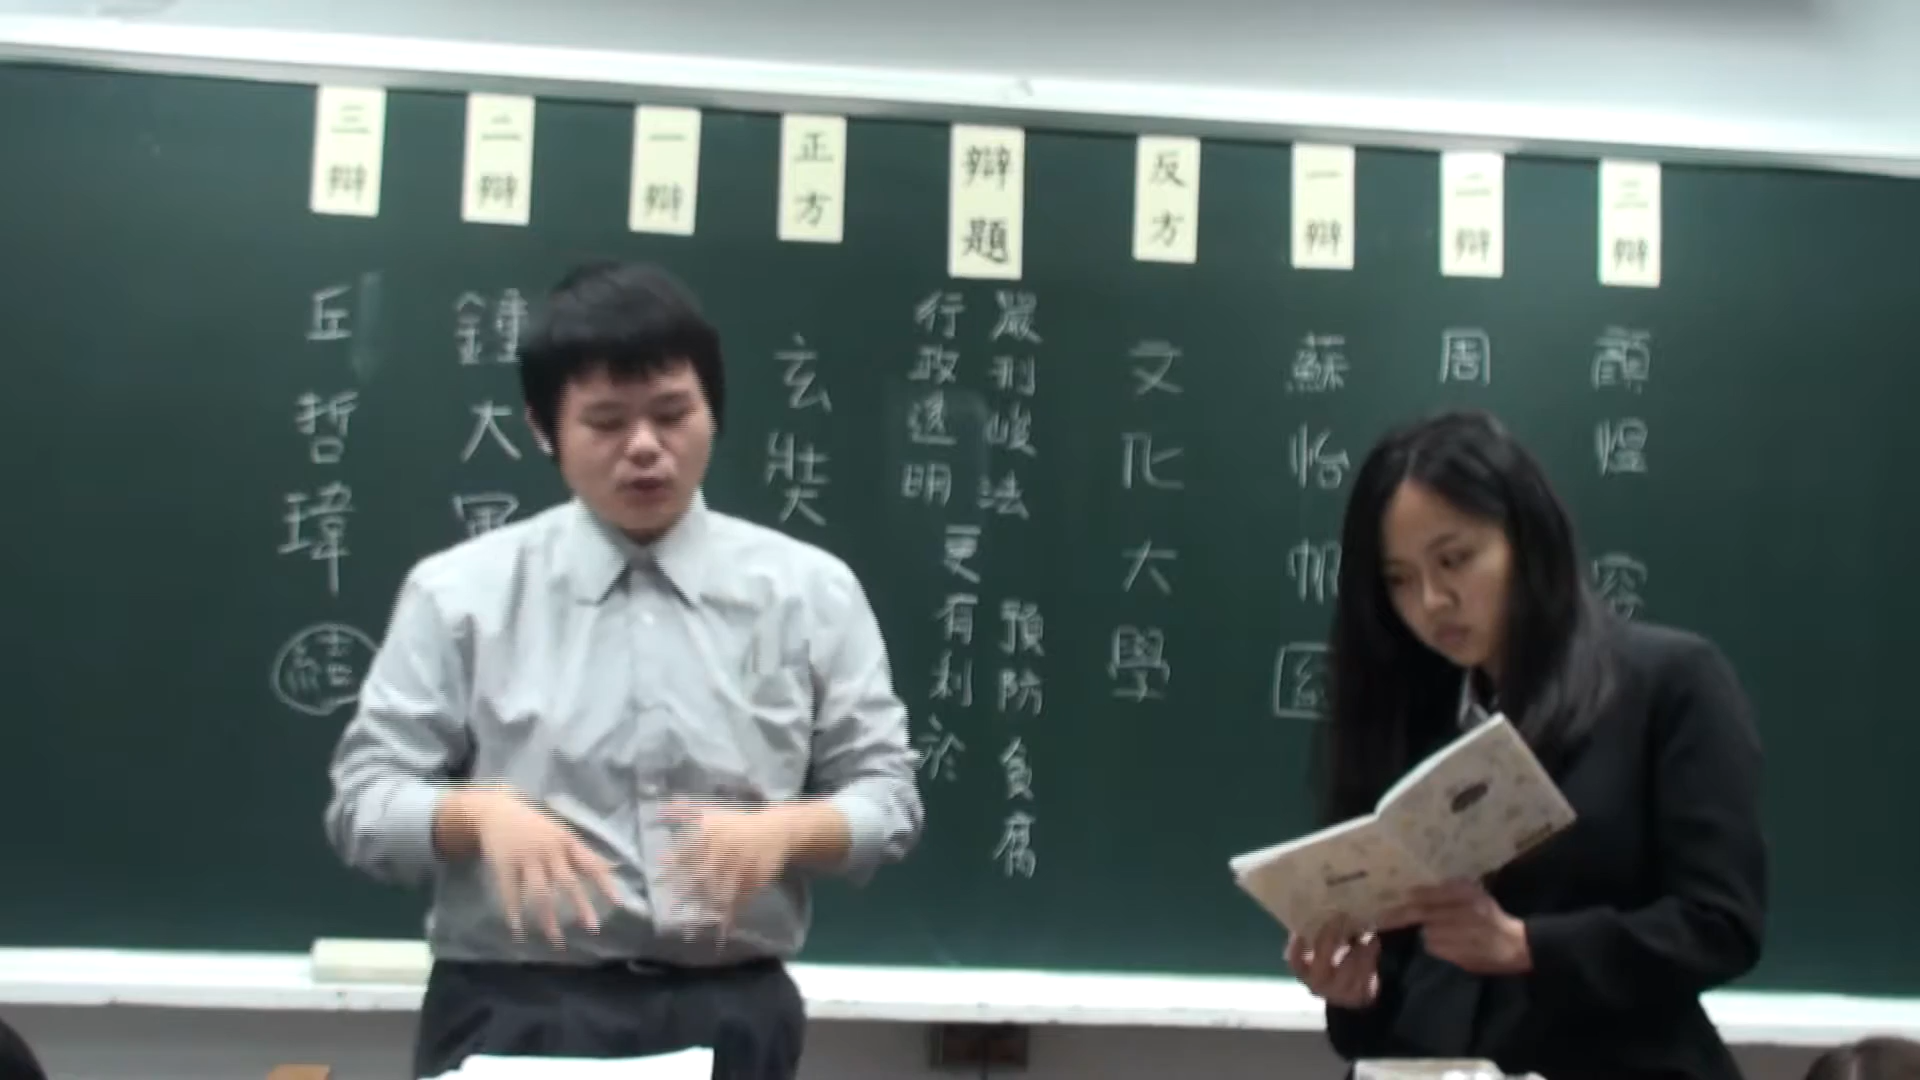 三辯
二辯
一辯
正方
辯題
反方
一辯
二辯
三辯
丘哲瑋
結
鍾大軍
玄奘
行政透明
更有利於
嚴刑峻法
預防貪腐
文化大學
蘇怡帆
周
顏煜容